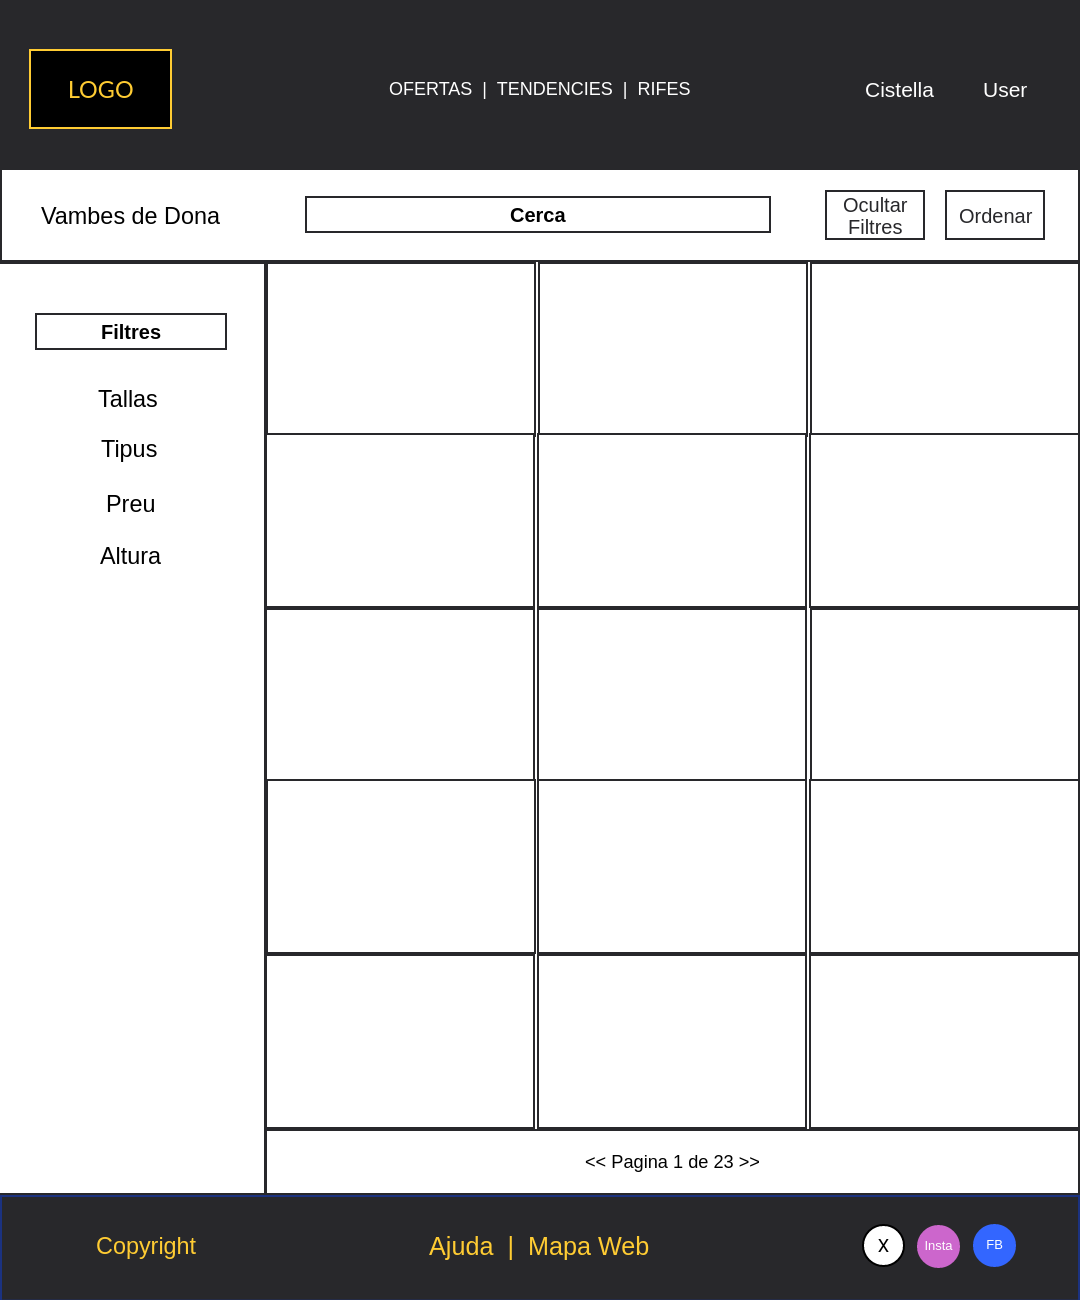 LOGO
OFERTAS | TENDENCIES | RIFES
Cistella
User
Vambes de Dona
Cerca
Ocultar
Filtres
Ordenar
Filtres
Tallas
Tipus
Preu
Altura
<< Pagina 1 de 23 >>
Copyright
Ajuda | Mapa Web
X
Insta
FB